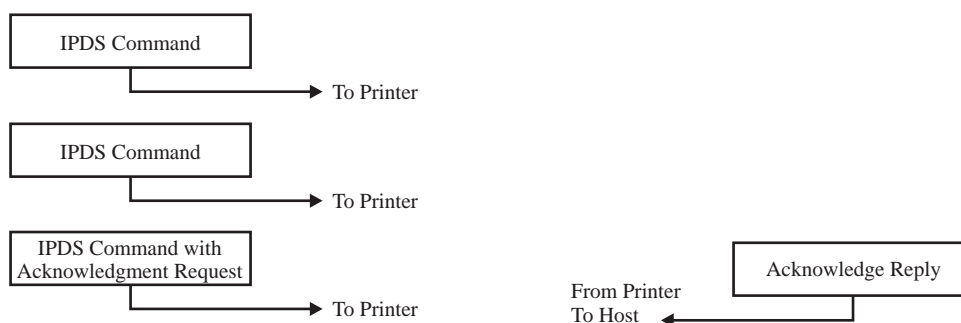 IPDS Command
To Printer
IPDS Command
To Printer
IPDS Command with
Acknowledgment Request
To Printer
Acknowledge Reply
From Printer
To Host